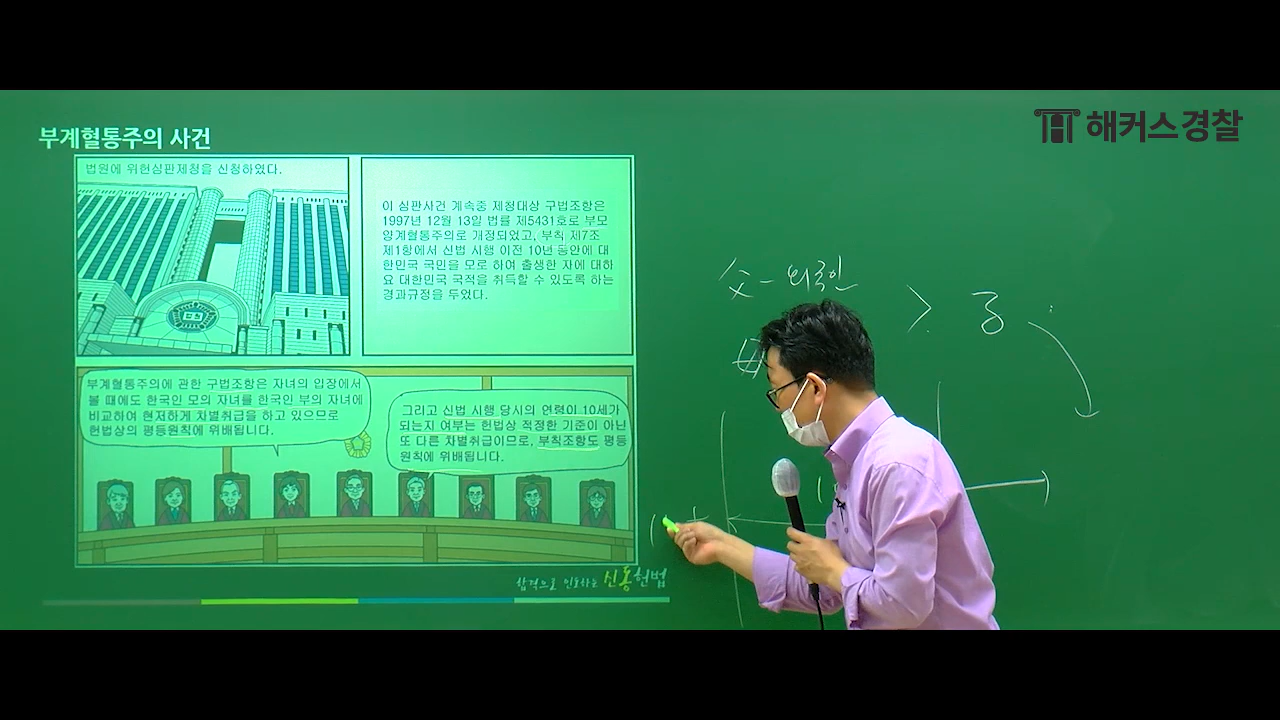 해커스경찰
부계혈통주의 사건
법원에 위헌심판제청을 신청하였다.
이 심판사건 계속중 제청대상 구법조항은
1997년 12월 13일 법률 제5431호로 부모
양계혈통주의로 개정되었고, 부칙 제7조
제1항에서 신법 시행 이전 10년 동안에 대
한민국 국민을 모로 하여 출생한 자에 대하
요 대한민국 국적을 취득할 수 있도록 하는
경과규정을 두었다.
부계혈통주의에 관한 구법조항은 자녀의 입장에서
볼 때에도 한국인 모의 자녀를 한국인 부의 자녀에
비교하여 현저하게 차별취급을 하고 있으므로
헌법상의 평등원칙에 위배됩니다.
그리고 신법 시행 당시의 연령이 10세가
되는지 여부는 헌법상 적정한 기준이 아닌
또 다른 차별취급이므로, 부칙조항도 평등
원칙에 위배됩니다.
합격으로 인도하는 신동헌법
父 - 외국인
子